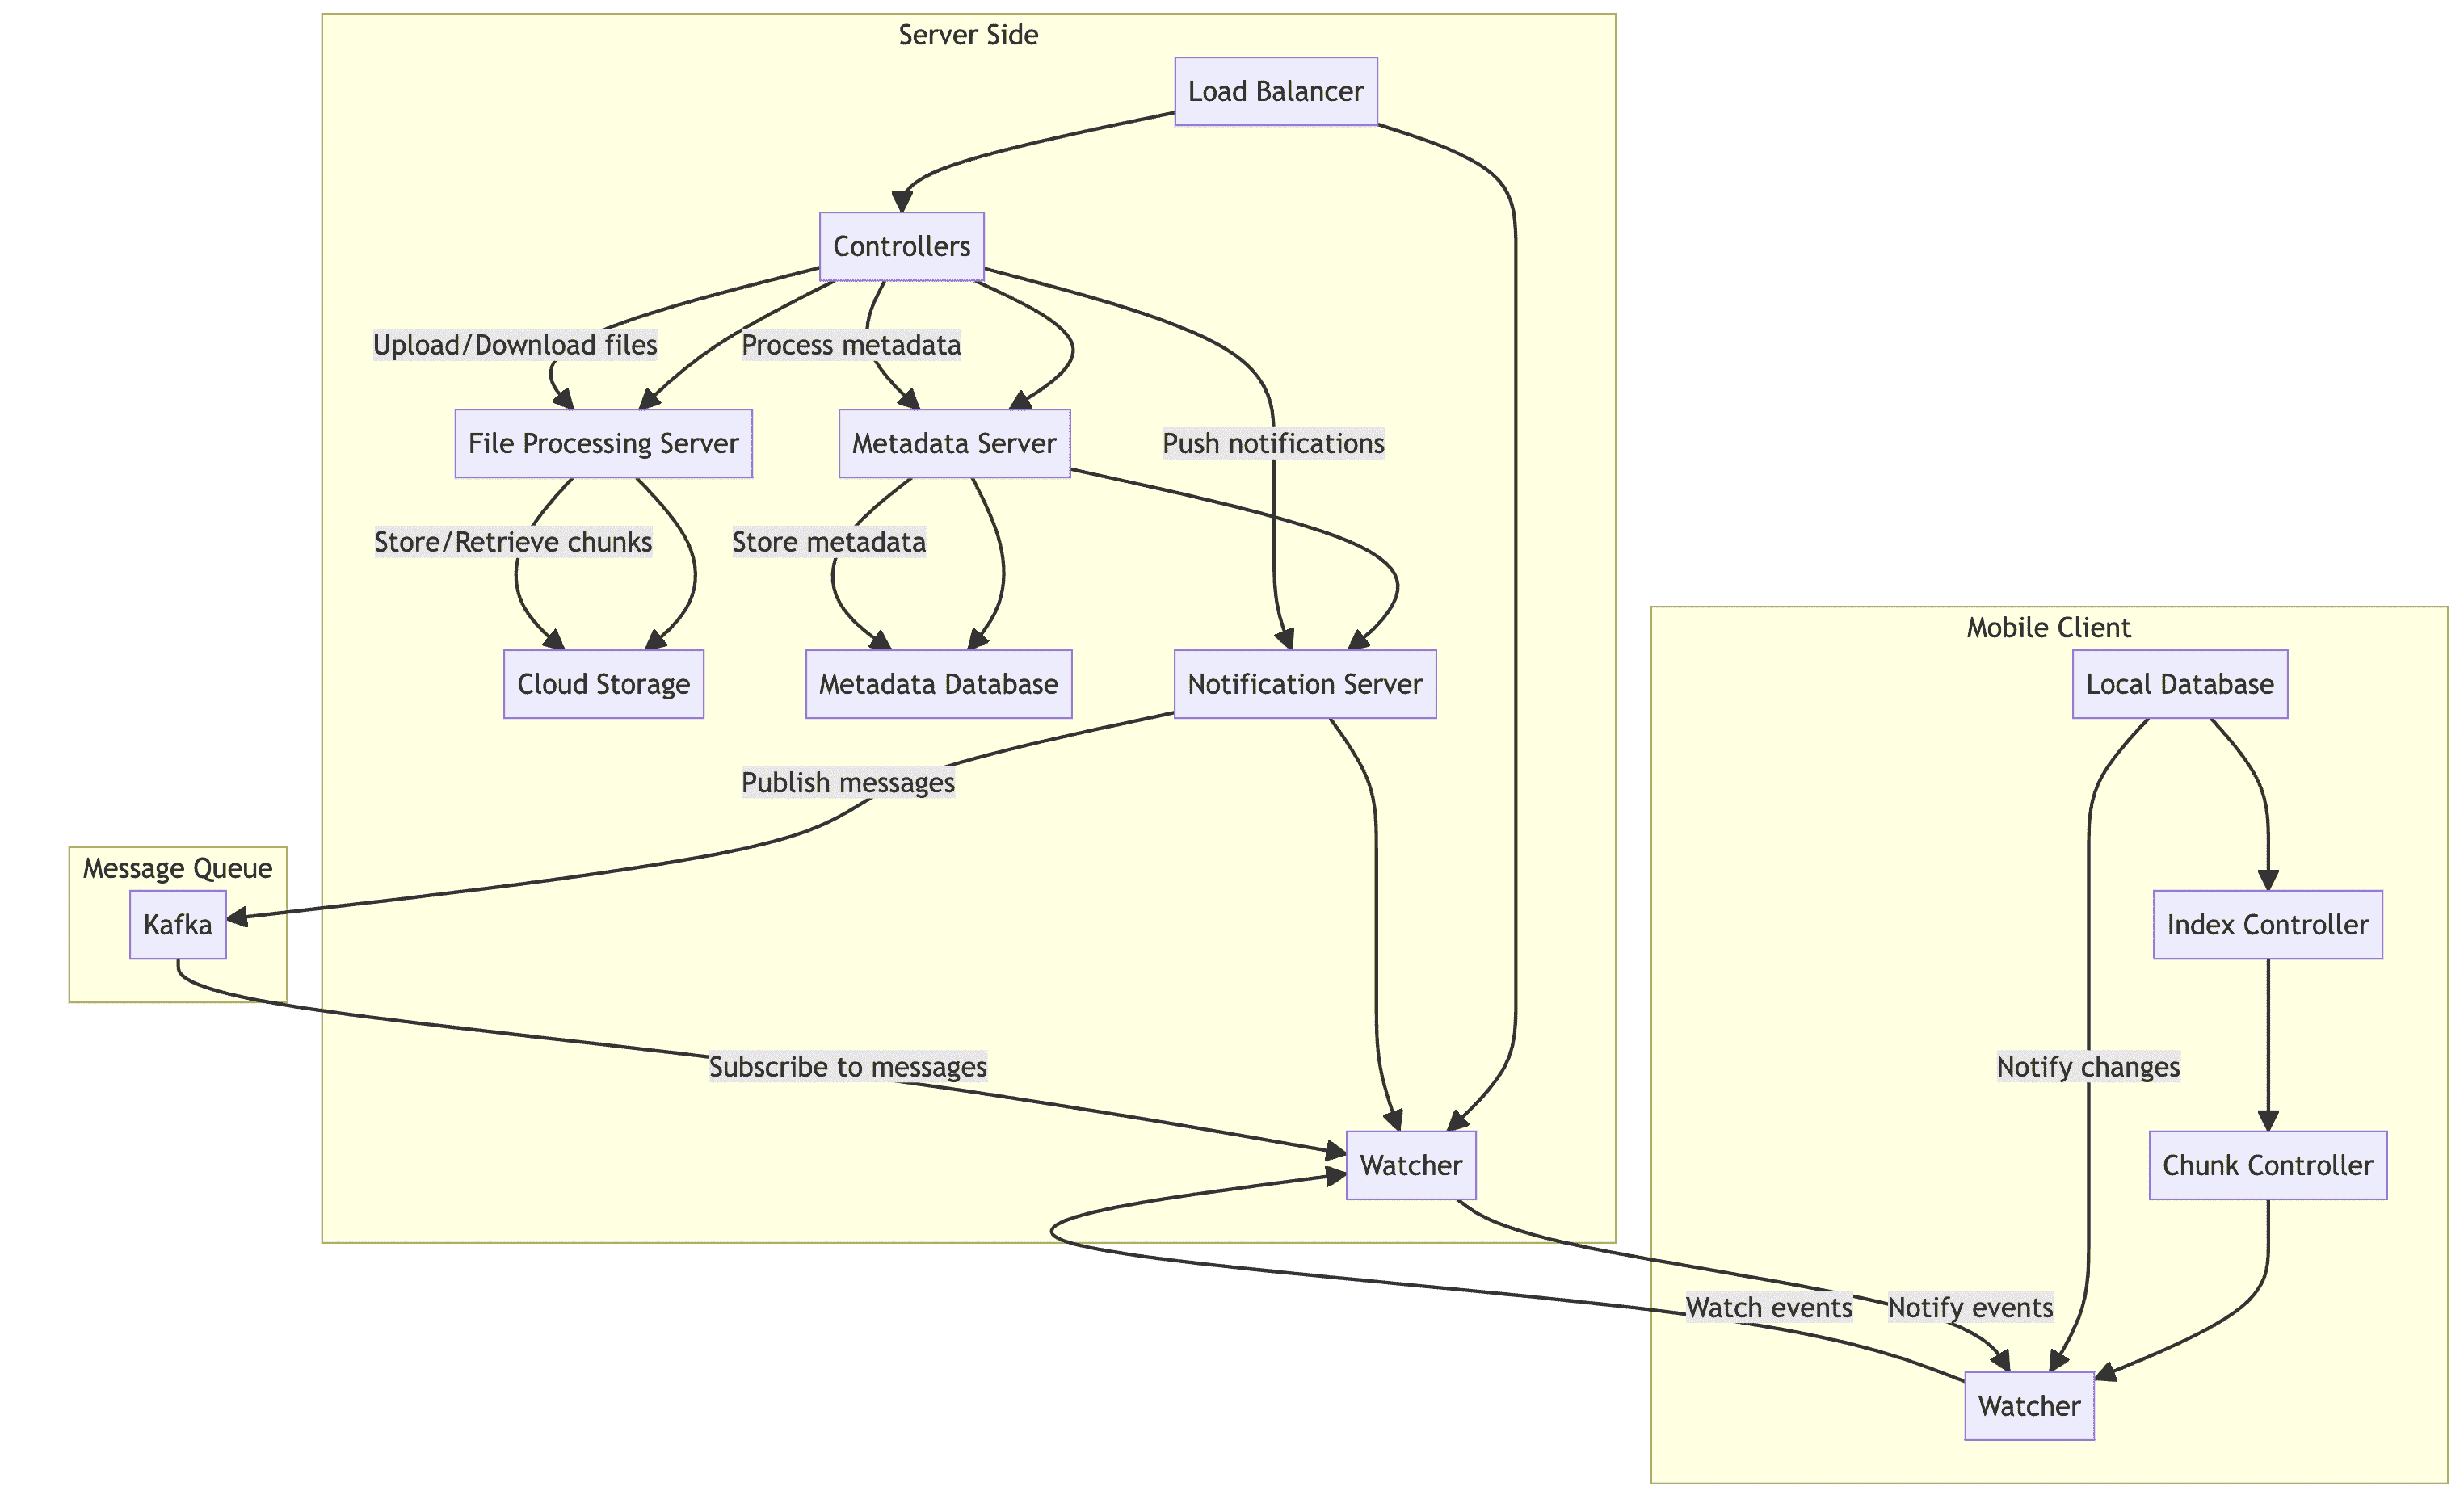 Server Side
Load Balancer
Controllers
Upload/Download files
Process metadata
File Processing Server
Metadata Server
Push notifications
Store/Retrieve chunks
Store metadata
Mobile Client
Cloud Storage
Metadata Database
Notification Server
Local Database
Publish messages
Message Queue
Kafka
Index Controller
Subscribe to messages
Notify changes
Watcher
Chunk Controller
Watch events
Notify events
Watcher